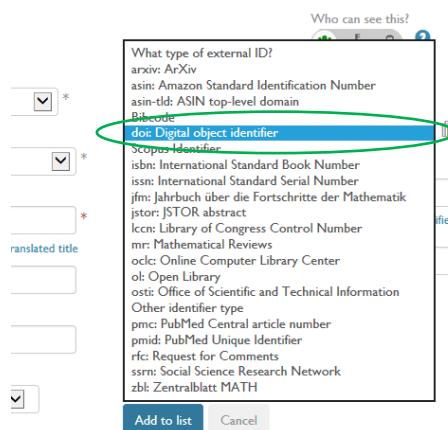 Who can see this?
What type of external ID?
arxiv: ArXiv
asin: Amazon Standard Identification Number
asin-tld: ASIN top-level domain
*
Bibcode
doi: Digital object identifier
Scopus Identifier
*
isbn: International Standard Book Number
issn: International Standard Serial Number
jfm: Jahrbuch über die Fortschritte der Mathematik
jstor: JSTOR abstract
*
lccn: Library of Congress Control Number
mr: Mathematical Reviews
ranslated title
oclc: Online Computer Library Center
ol: Open Library
osti: Office of Scientific and Technical Information
Other identifier type
pmc: PubMed Central article number
pmid: PubMed Unique Identifier
rfc: Request for Comments
ssrn: Social Science Research Network
zbl: Zentralblatt MATH
Add to list Cancel